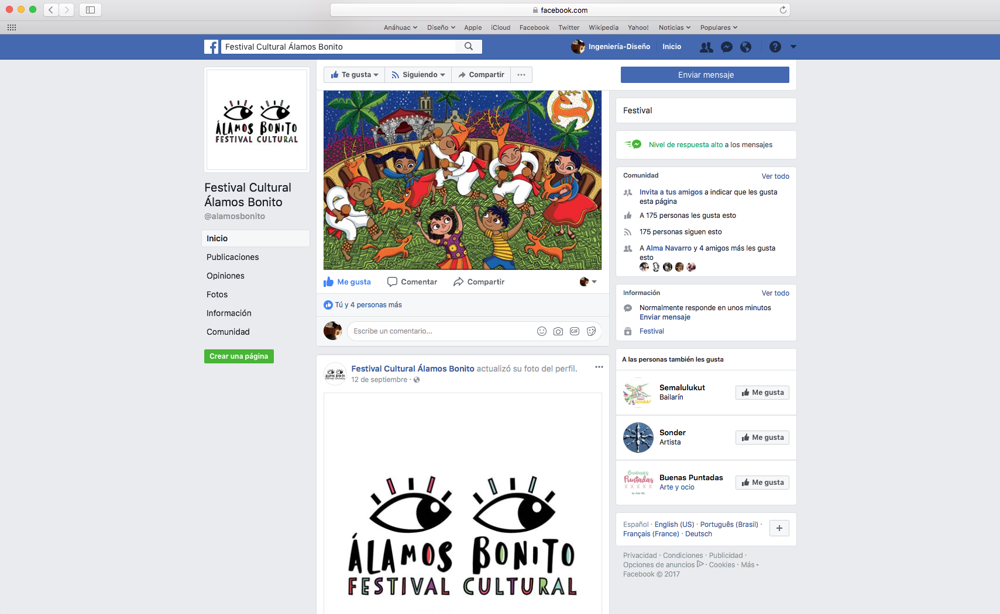 facebook.com
Anáhuac
Diseño
Apple
iCloud
Facebook
Twitter
Wikipedia
Yahoo!
Noticias
Populares
Festival Cultural Álamos Bonito
Ingeniería-Diseño
Inicio
ÁLAMOS BONITO
FESTIVAL CULTURAL
Festival Cultural
Álamos Bonito
@alamosbonito
Inicio
Publicaciones
Opiniones
Fotos
Información
Comunidad
Crear una página
Te gusta
Siguiendo
Compartir
Enviar mensaje
Me gusta
Comentar
Compartir
Tú y 4 personas más
Escribe un comentario...
GIF
ÁLAMOS BONITO
FESTIVAL CULTURAL
Festival Cultural Álamos Bonito actualizó su foto del perfil.
12 de septiembre ·
ÁLAMOS BONITO
FESTIVAL CULTURAL
Festival
Nivel de respuesta alto a los mensajes
Comunidad
Ver todo
Invita a tus amigos a indicar que les gusta
esta página
A 175 personas les gusta esto
175 personas siguen esto
A Alma Navarro y 4 amigos más les gusta
esto
Información
Ver todo
Normalmente responde en unos minutos
Enviar mensaje
Festival
A las personas también les gusta
Semalulukut
Bailarín
Me gusta
Sonder
Artista
Me gusta
Buenas
Puntadas
XXXXX
Buenas Puntadas
Arte y ocio
Me gusta
Español · English (US) · Português (Brasil) ·
Français (France) · Deutsch
Privacidad · Condiciones · Publicidad ·
Opciones de anuncios · Cookies · Más
Facebook © 2017